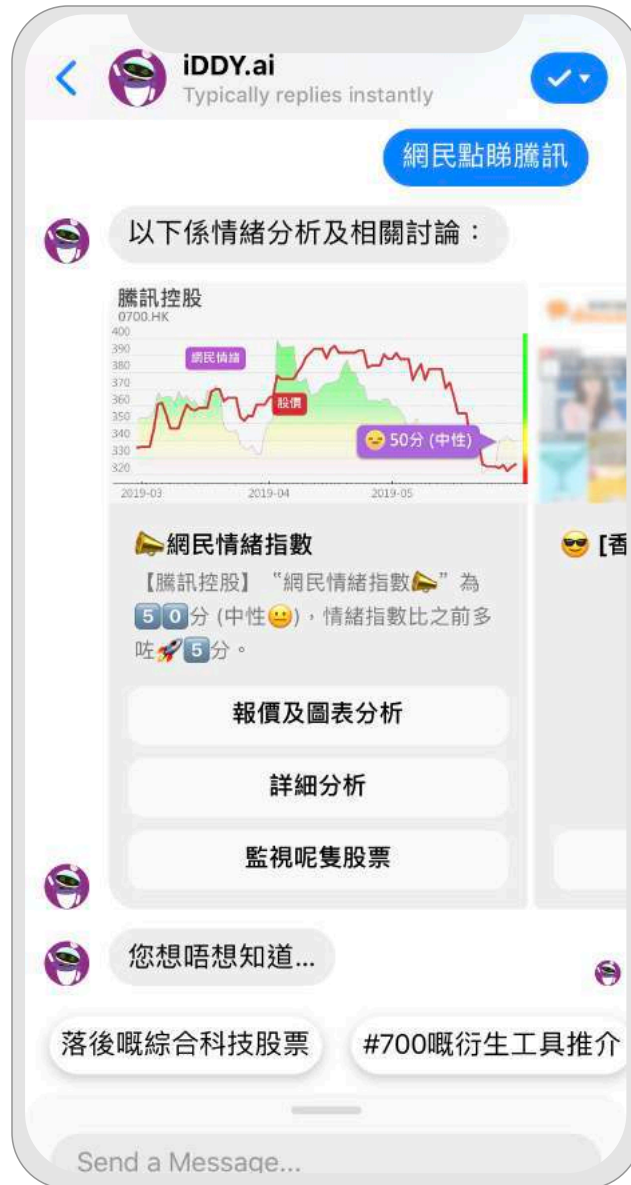 iDDY.ai
Typically replies instantly
網民點睇騰訊
以下係情緒分析及相關討論：
騰訊控股
0700.HK
400
390
380
370
360
350
340
330
320
網民情緒
股價
😑 50分 (中性)
2019-03
2019-04
2019-05
📣網民情緒指數
【騰訊控股】“網民情緒指數📣”為
5️⃣0️⃣分 (中性😐)，情緒指數比之前多
咗🚀5️⃣分。
報價及圖表分析
詳細分析
監視呢隻股票
😎 [香
您想唔想知道...
落後嘅綜合科技股票
#700嘅衍生工具推介
Send a Message...